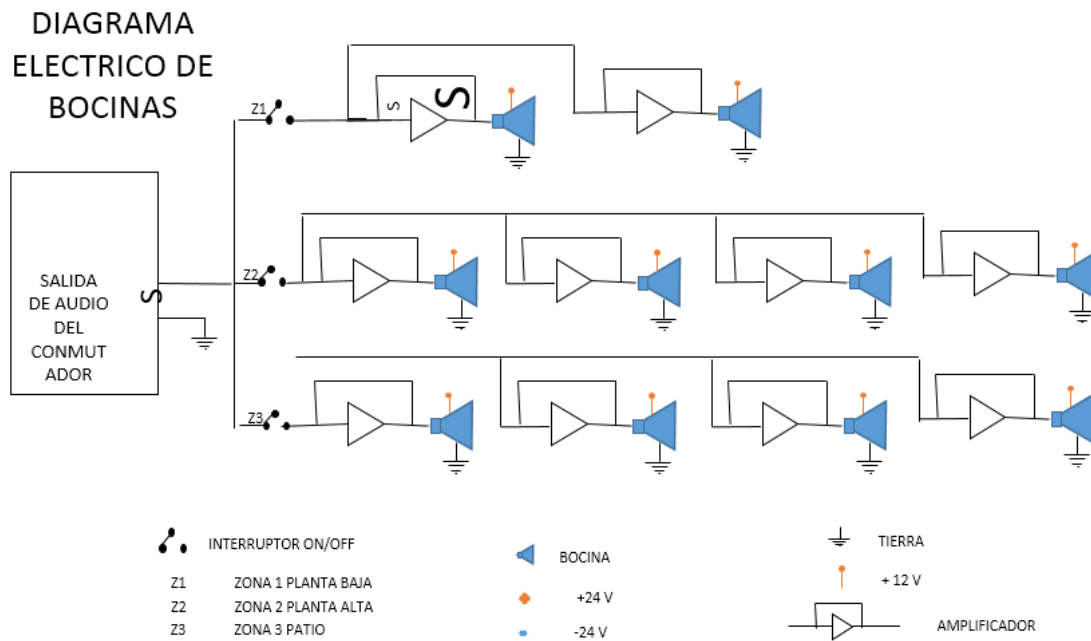 DIAGRAMA
ELECTRICO DE
BOCINAS
Z1
S
S
Z2
SALIDA
DE AUDIO
DEL
CONMUT
ADOR
S
Z3
INTERRUPTOR ON/OFF
Z1 ZONA 1 PLANTA BAJA
Z2 ZONA 2 PLANTA ALTA
Z3 ZONA 3 PATIO
BOCINA
+24 V
-24 V
TIERRA
+ 12 V
AMPLIFICADOR